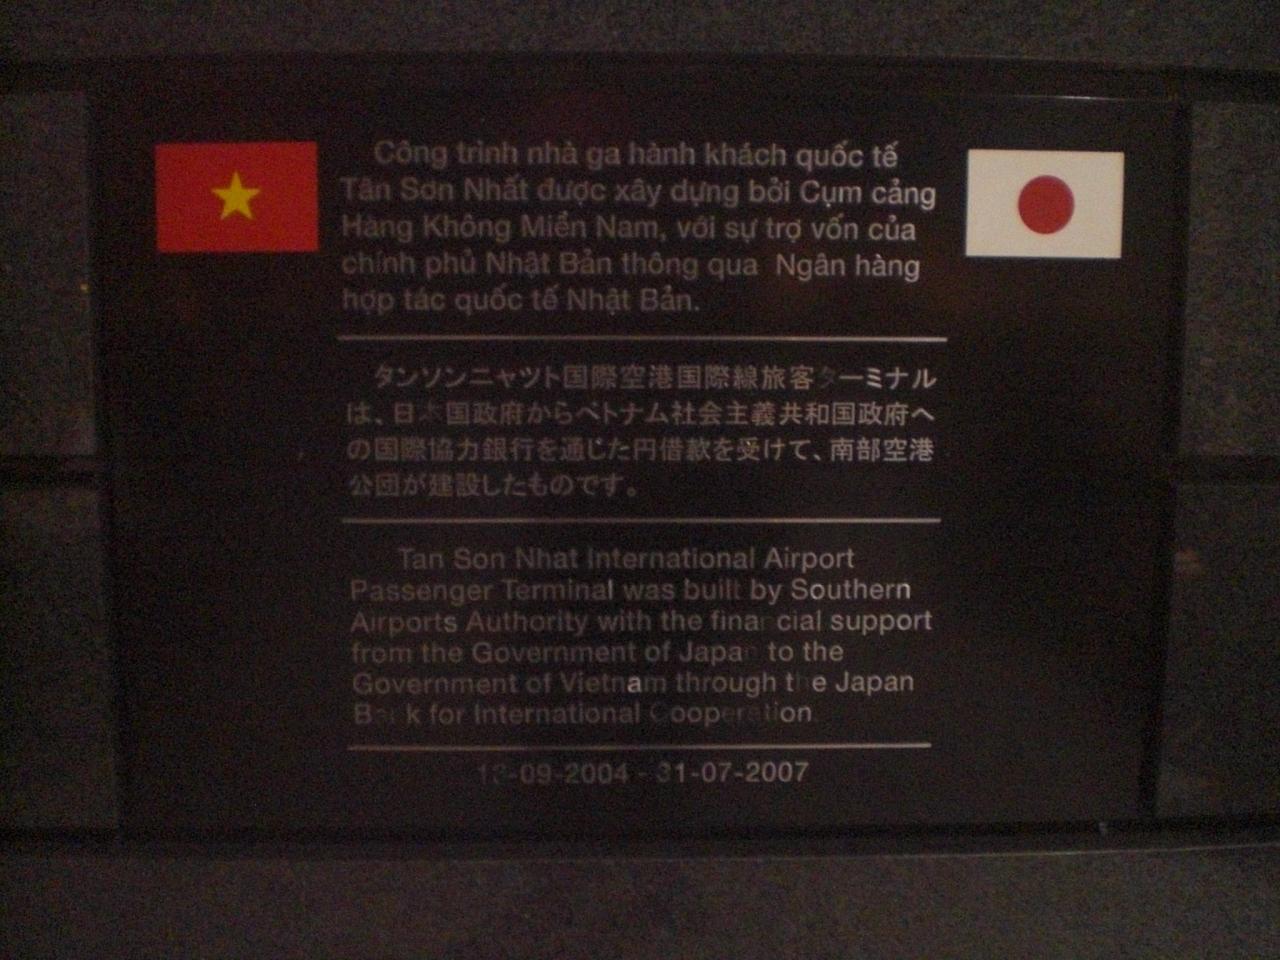 Công trình nhà ga hành khách quốc tế
Tân Sơn Nhất được xây dựng bởi Cụm cảng
Hàng Không Miền Nam, với sự trợ vốn của
chính phủ Nhật Bản thông qua Ngân hàng
hợp tác quốc tế Nhật Bản.
タンソンニャット国際空港国際線旅客ターミナル
は、日本国政府からベトナム社会主義共和国政府へ
の国際協力銀行を通じた円借款を受けて、南部空港
公団が建設したものです。
Tan Son Nhat International Airport
Passenger Terminal was built by Southern
Airports Authority with the financial support
from the Government of Japan to the
Government of Vietnam through the Japan
Bank for International Cooperation
- 31-07-2007